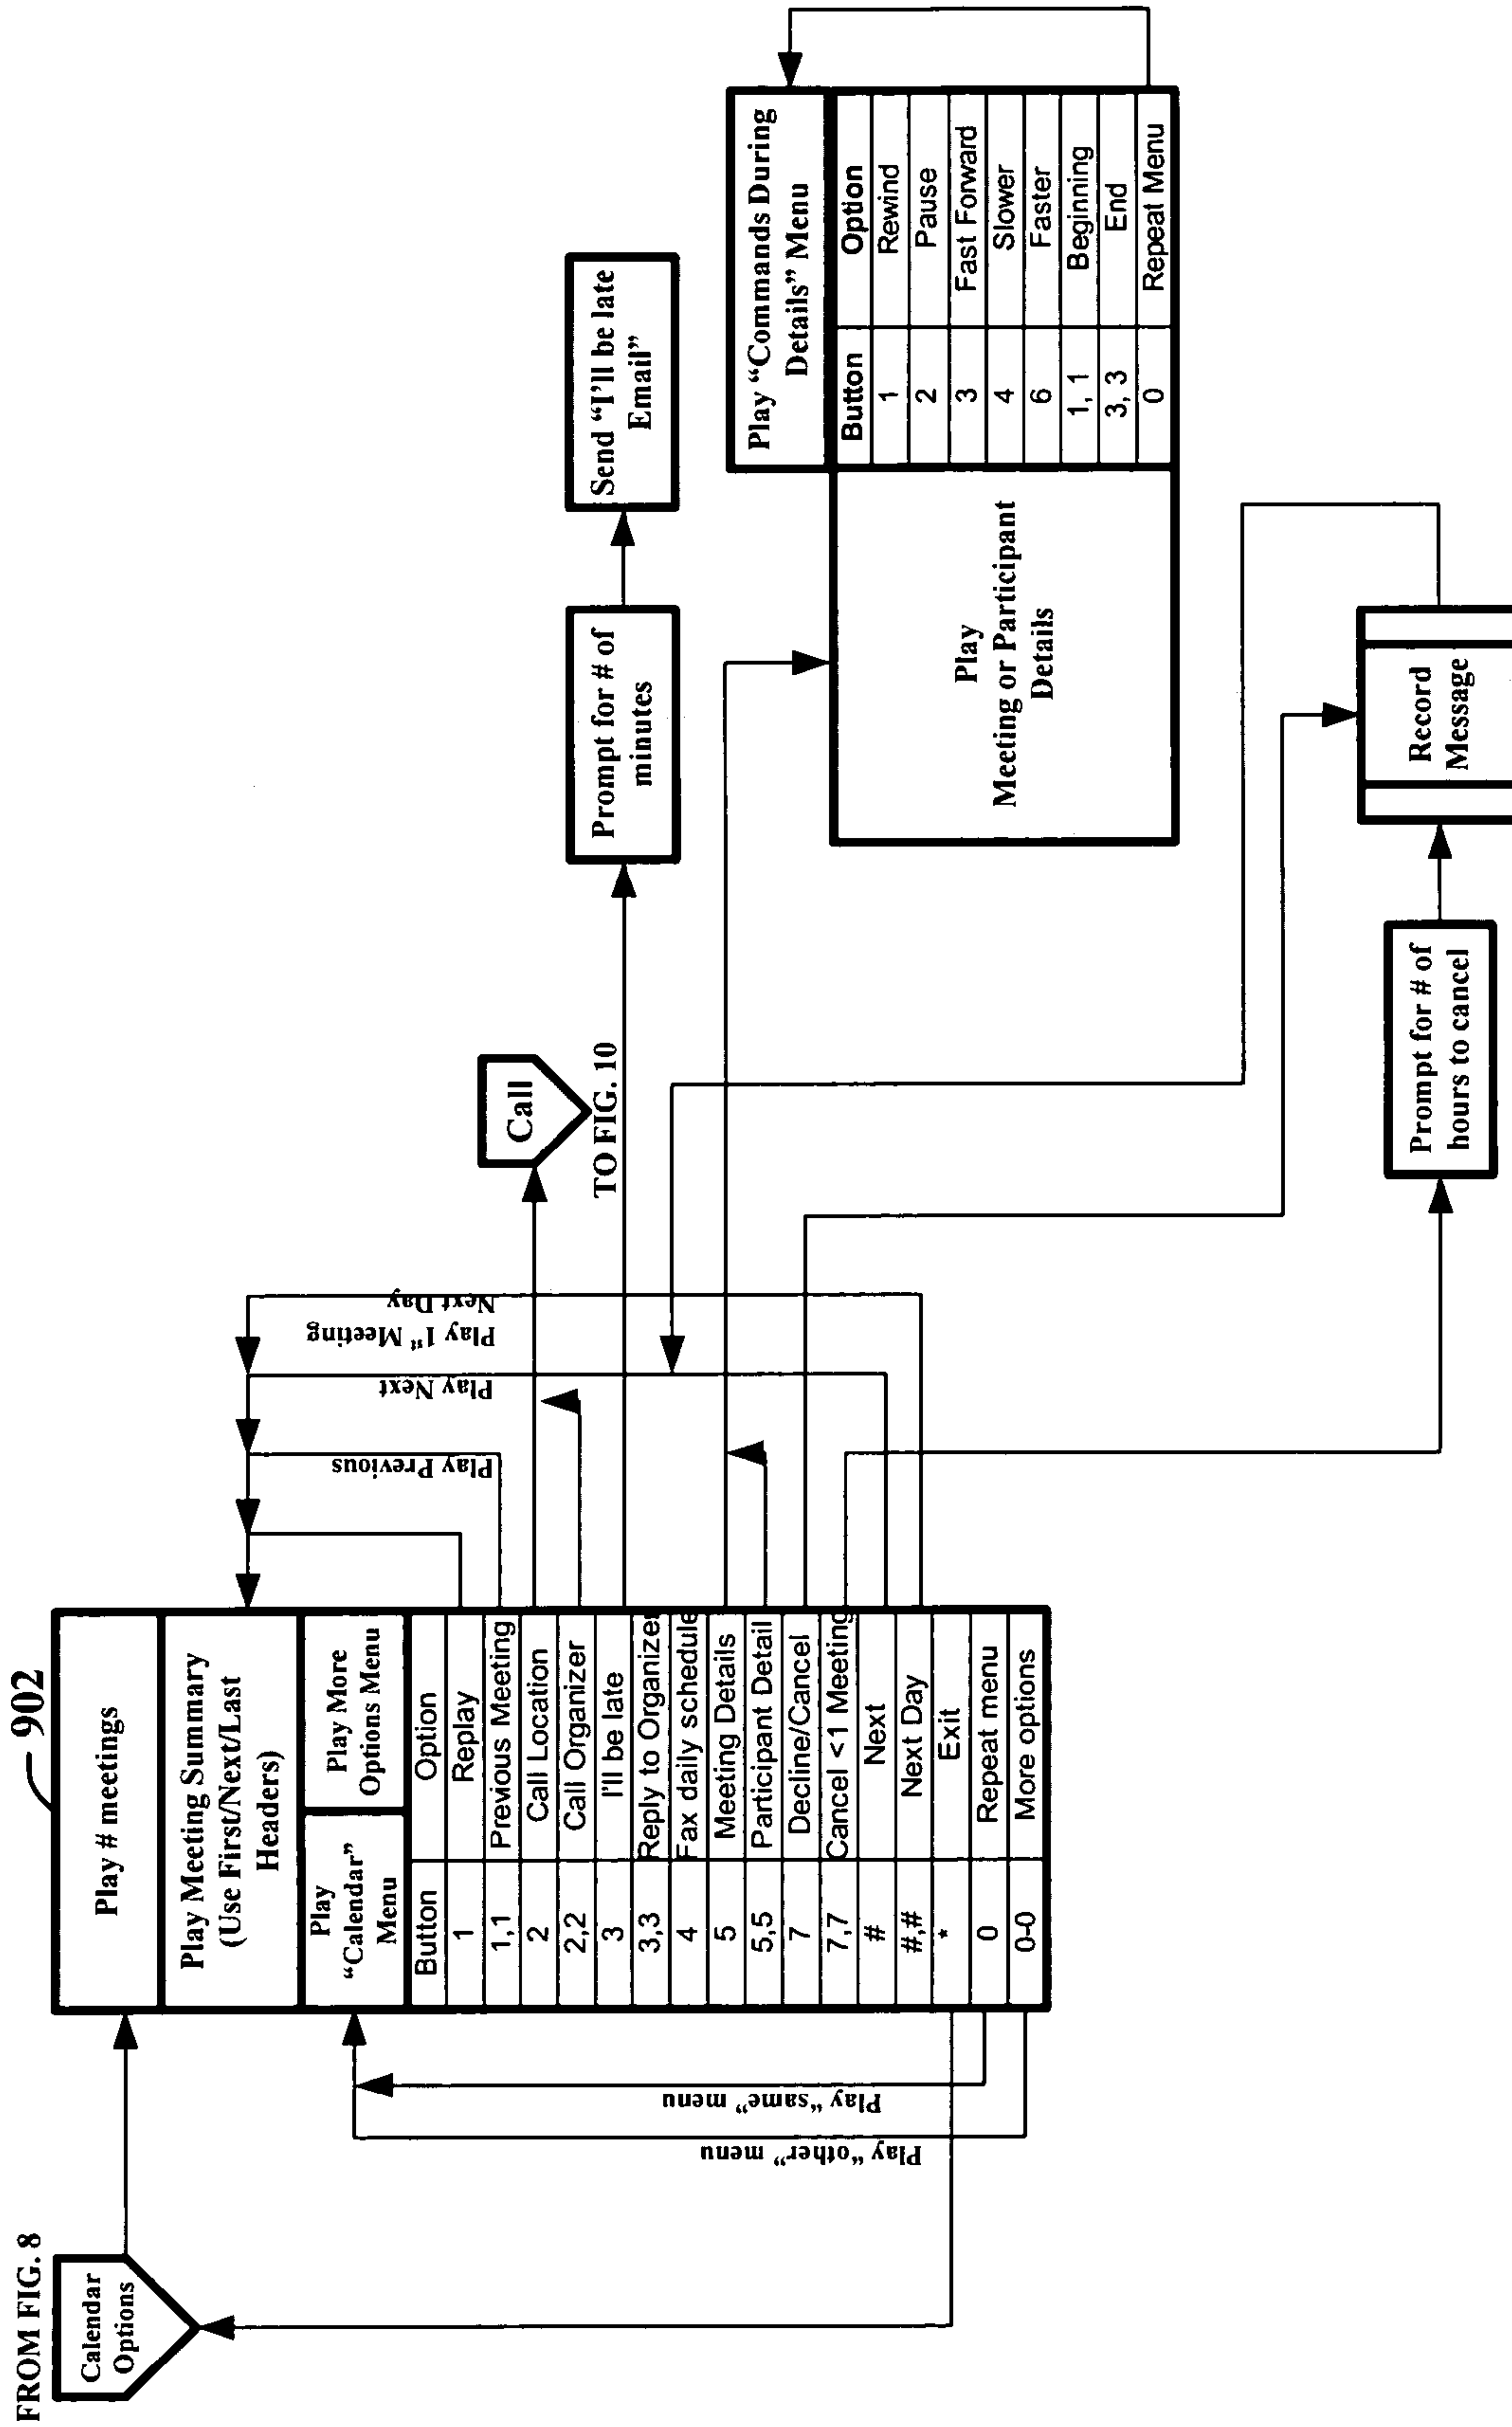 FROM FIG. 8
Calendar
Options
902
Play # meetings
Play Meeting Summary
(Use First/Next/Last
Headers)
Play
“Calendar”
Menu
Play More
Options Menu
Button Option
1 Replay
1,1 Previous Meeting
2 Call Location
2,2 Call Organizer
3 I'll be late
3,3 Reply to Organizer
4 Fax daily schedule
5 Meeting Details
5,5 Participant Detail
7 Decline/Cancel
7,7 Cancel <1 Meeting
# Next
#,# Next Day
* Exit
0 Repeat menu
0-0 More options
Play “same” menu
Play “other” menu
Play Previous
Play Next
Play 1st Meeting
Next Day
Call
TO FIG. 10
Prompt for # of
minutes
Send “I’ll be late
Email”
Play “Commands During
Details” Menu
Play
Meeting or Participant
Details
Button Option
1 Rewind
2 Pause
3 Fast Forward
4 Slower
6 Faster
1, 1 Beginning
3, 3 End
0 Repeat Menu
Prompt for # of
hours to cancel
Record
Message